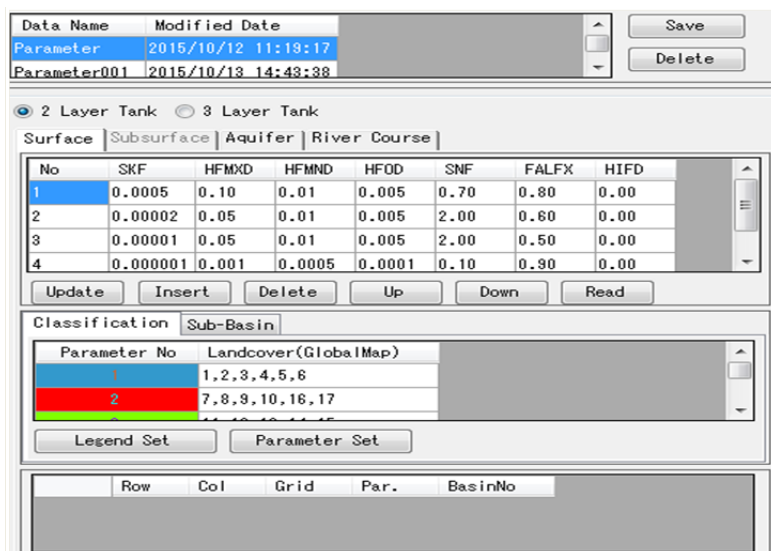 Data Name Modified Date
Save
Parameter 2015/10/12 11:19:17
Delete
Parameter001 2015/10/13 14:43:38
2 Layer Tank 3 Layer Tank
Surface Subsurface Aquifer River Course
No SKF HFMXD HFMND HFOD SNF FALFX HIFD
1 0.0005 0.10 0.01 0.005 0.70 0.80 0.00
2 0.00002 0.05 0.01 0.005 2.00 0.60 0.00
3 0.00001 0.05 0.01 0.005 2.00 0.50 0.00
4 0.000001 0.001 0.0005 0.0001 0.10 0.90 0.00
Update Insert Delete Up Down Read
Classification Sub-Basin
Parameter No Landcover(GlobalMap)
1 1,2,3,4,5,6
2 7,8,9,10,16,17
Legend Set Parameter Set
Row Col Grid Par. BasinNo